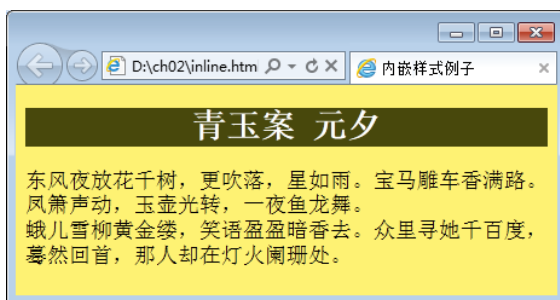 D:\ch02\inline.htm
内嵌样式例子
青玉案 元夕
东风夜放花千树，更吹落，星如雨。宝马雕车香满路。
凤箫声动，玉壶光转，一夜鱼龙舞。
蛾儿雪柳黄金缕，笑语盈盈暗香去。众里寻她千百度，
蓦然回首，那人却在灯火阑珊处。